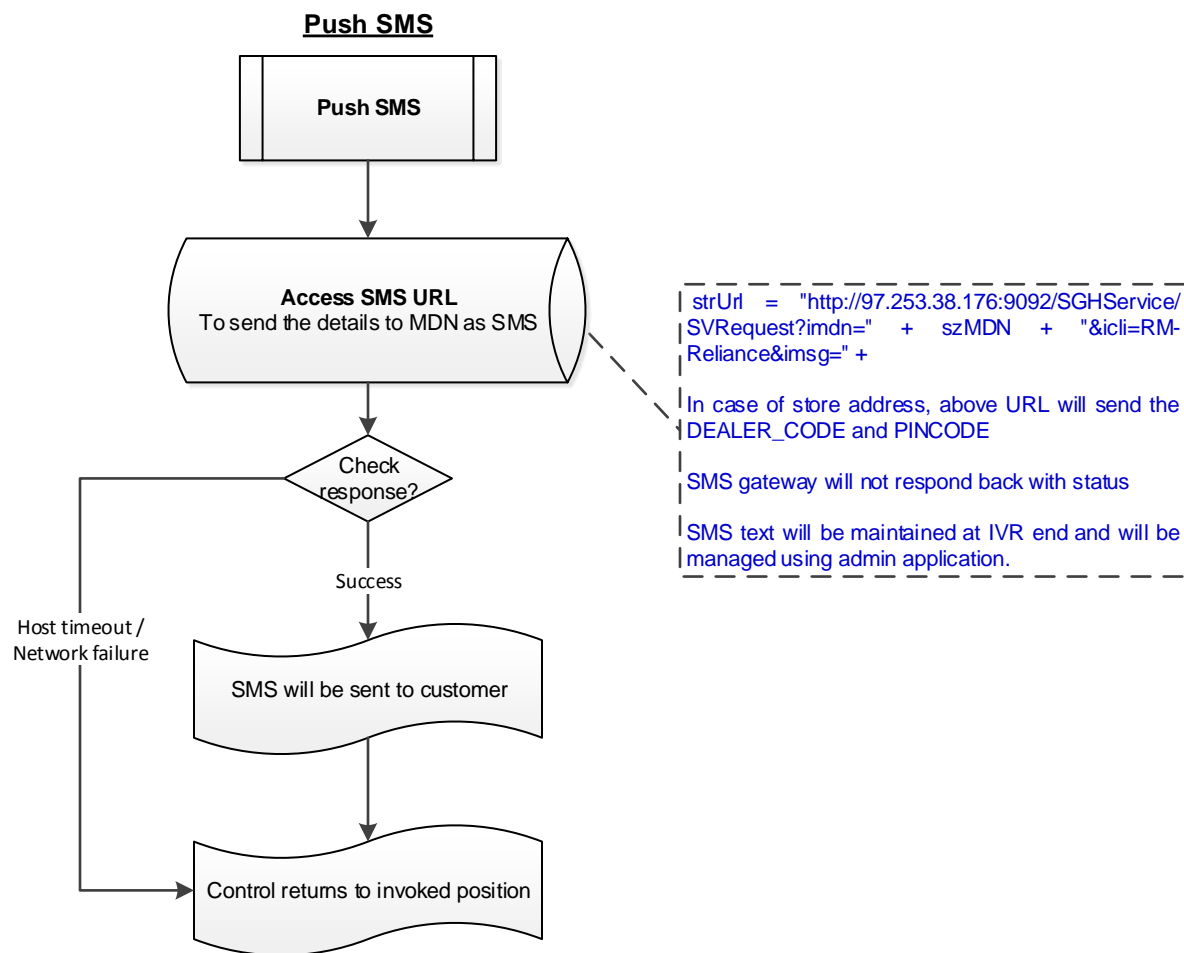 Push SMS
Push SMS
Access SMS URL
To send the details to MDN as SMS
strUrl = "http://97.253.38.176:9092/SGHService/
SVRequest?imdn=" + szMDN + "&icli=RM-
Reliance&imsg=" +
In case of store address, above URL will send the
DEALER_CODE and PINCODE
SMS gateway will not respond back with status
SMS text will be maintained at IVR end and will be
managed using admin application.
Check
response?
Success
Host timeout /
Network failure
SMS will be sent to customer
Control returns to invoked position